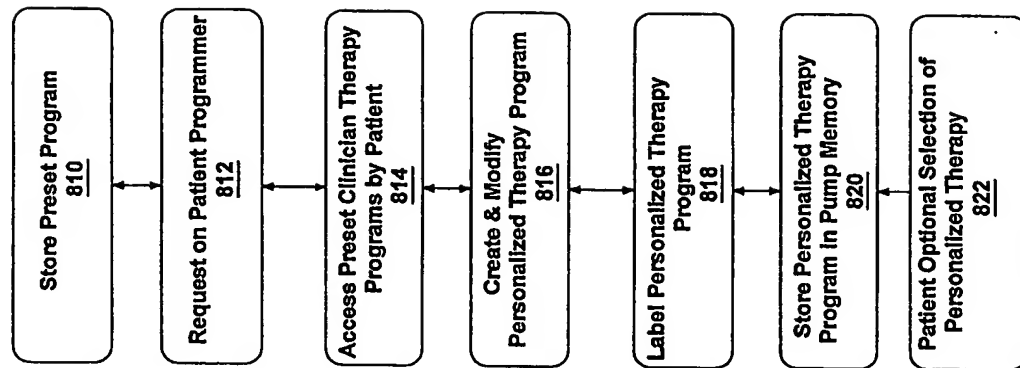 Store Preset Program
810
Request on Patient Programmer
812
Access Preset Clinician Therapy
Programs by Patient
814
Create & Modify
Personalized Therapy Program
816
Label Personalized Therapy
Program
818
Store Personalized Therapy
Program in Pump Memory
820
Patient Optional Selection of
Personalized Therapy
822